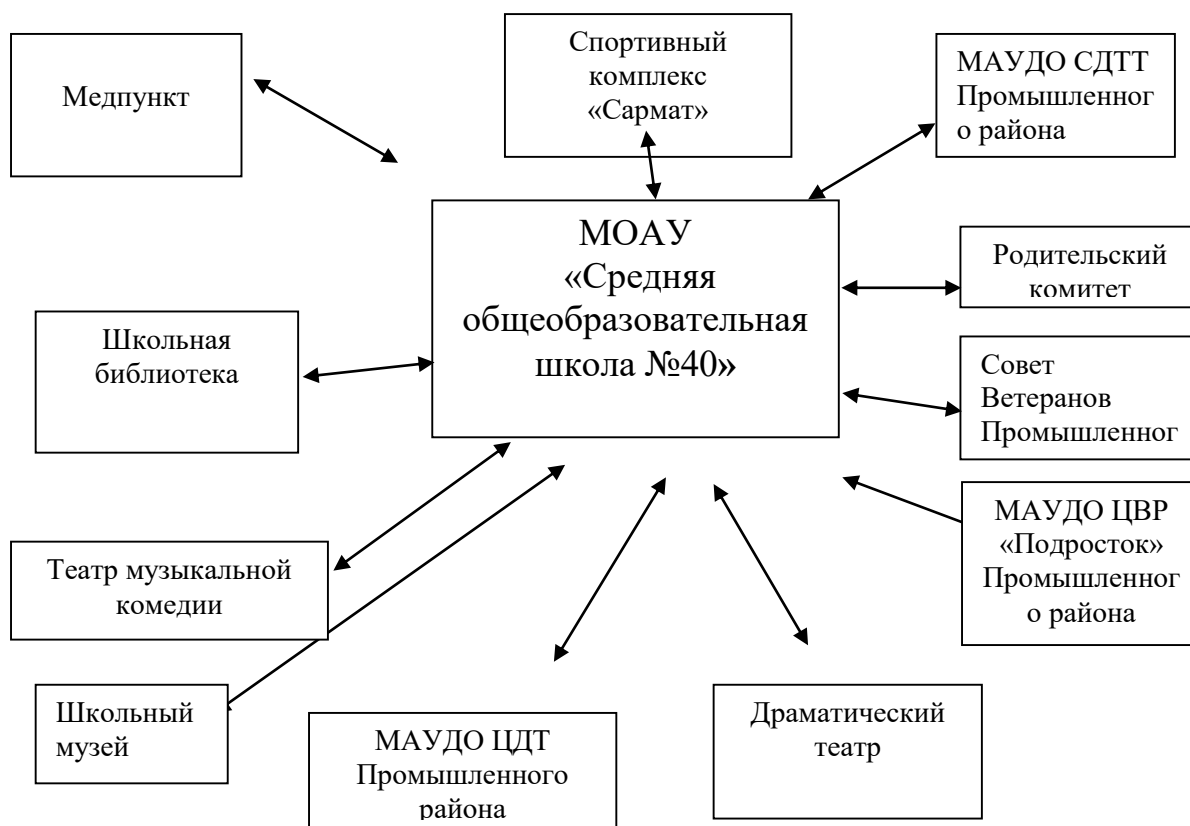 Медпункт
Спортивный
комплекс
«Сармат»
МАУДО СДТТ
Промышленног
о района
МОАУ
«Средняя
общеобразовательная
школа №40»
Родительский
комитет
Школьная
библиотека
Совет
Ветеранов
Промышленног
МАУДО ЦВР
«Подросток»
Промышленног
о района
Театр музыкальной
комедии
Школьный
музей
МАУДО ЦДТ
Промышленного
района
Драматический
театр